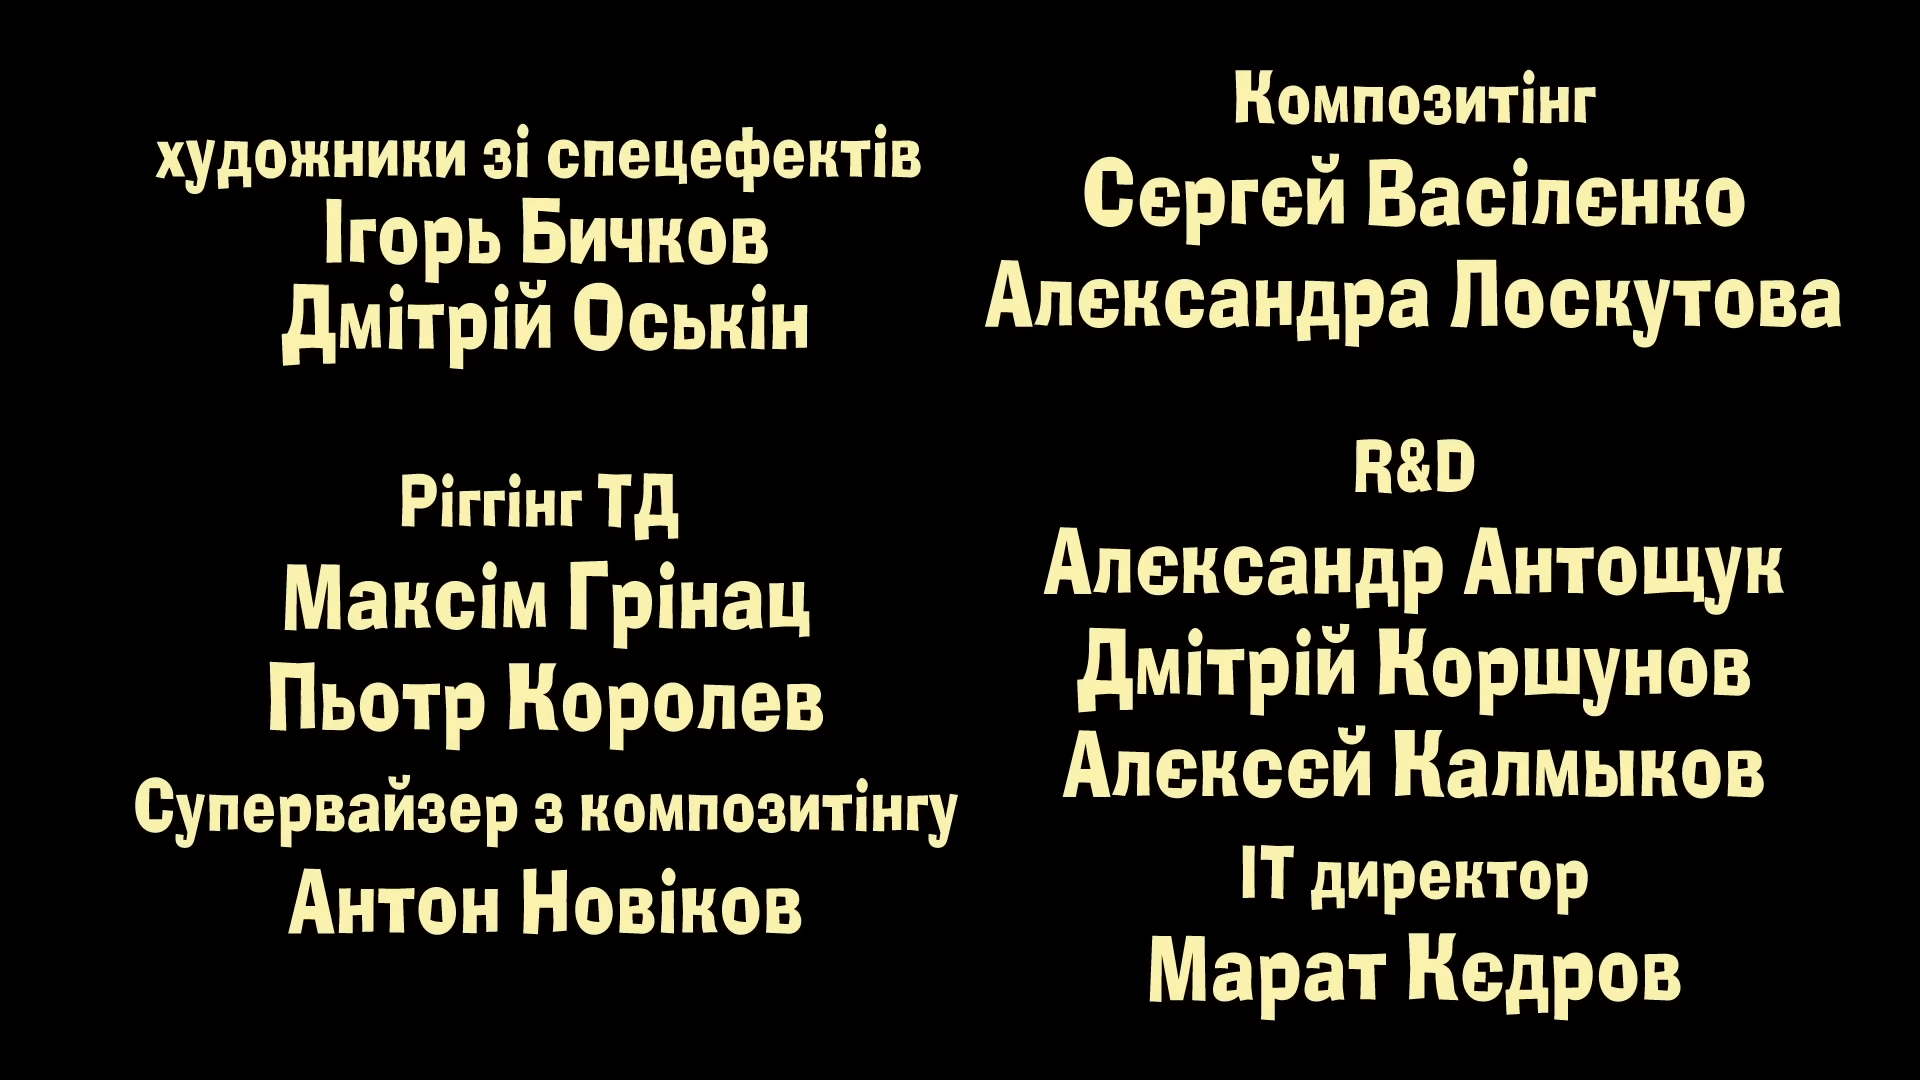 художники зі спецефектів
Ігорь Бичков
Дмітрій Оськін
Ріггінг ТД
Максім Грінац
Пьотр Королев
Супервайзер з композитінгу
Антон Новіков
Композитінг
Сєргєй Васілєнко
Алєксандра Лоскутова
R&D
Алєксандр Антощук
Дмітрій Коршунов
Алєксєй Калмыков
ІТ директор
Марат Кєдров